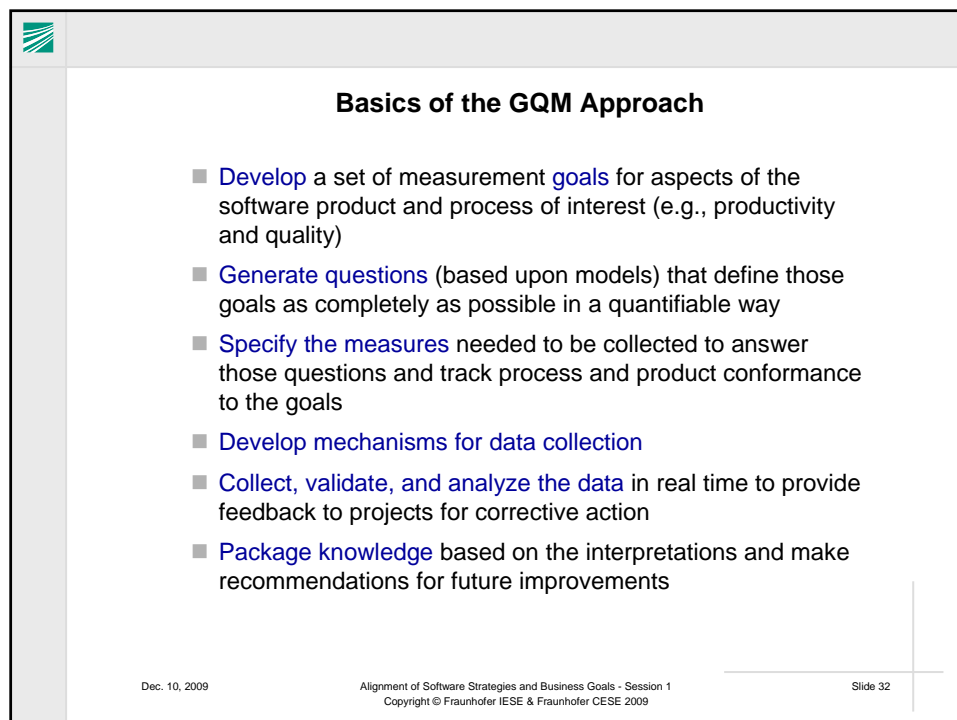 Basics of the GQM Approach
Develop a set of measurement goals for aspects of the
software product and process of interest (e.g., productivity
and quality)
Generate questions (based upon models) that define those
goals as completely as possible in a quantifiable way
Specify the measures needed to be collected to answer
those questions and track process and product conformance
to the goals
Develop mechanisms for data collection
Collect, validate, and analyze the data in real time to provide
feedback to projects for corrective action
Package knowledge based on the interpretations and make
recommendations for future improvements
Dec. 10, 2009
Alignment of Software Strategies and Business Goals - Session 1
Copyright © Fraunhofer IESE & Fraunhofer CESE 2009
Slide 32